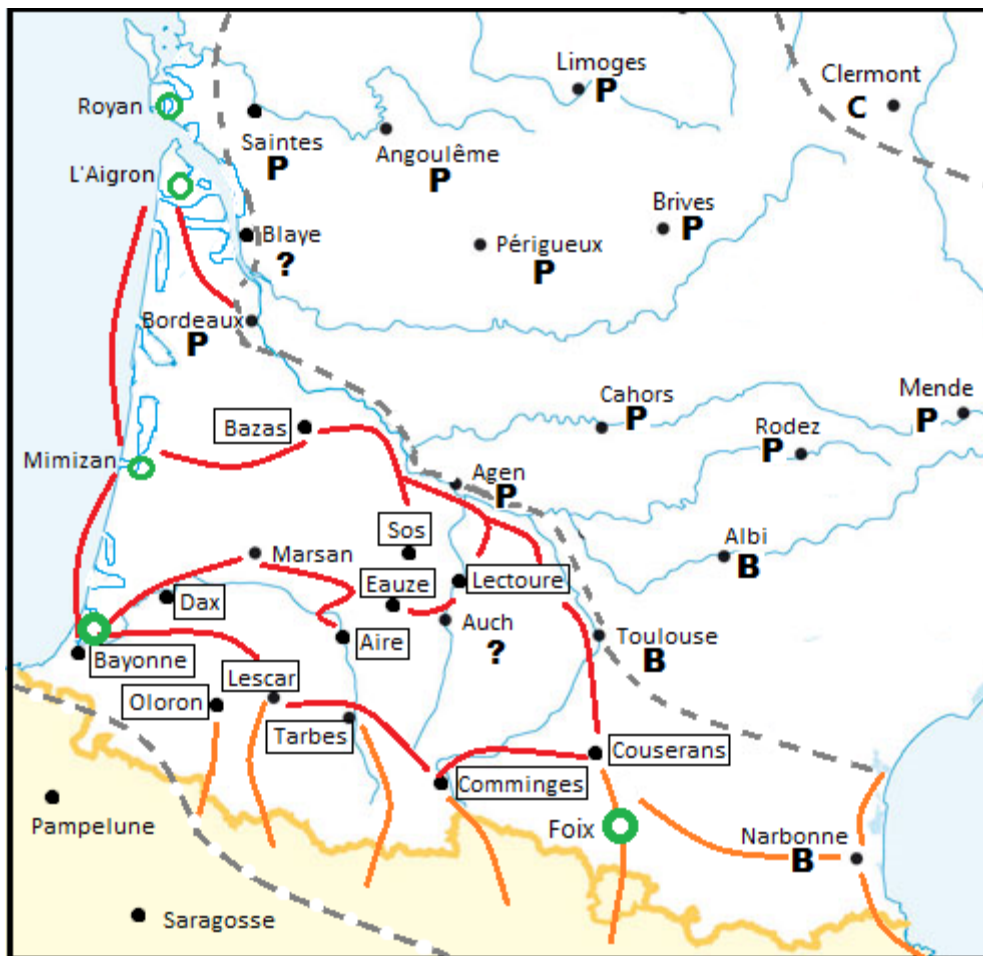 Limoges
P
Clermont
C
Royan
Saintes
P
Angoulême
P
L'Aigron
Brives
P
Blaye
?
Périgueux
P
Bordeaux
P
Cahors
P
Mende
P
Rodez
P
Bazas
Mimizan
Agen
P
Sos
Albi
B
Marsan
Eauze
Lectoure
Dax
Auch
?
Aire
Toulouse
B
Bayonne
Lescar
Oloron
Tarbes
Couserans
Comminges
Pampelune
Foix
Narbonne
B
Saragosse